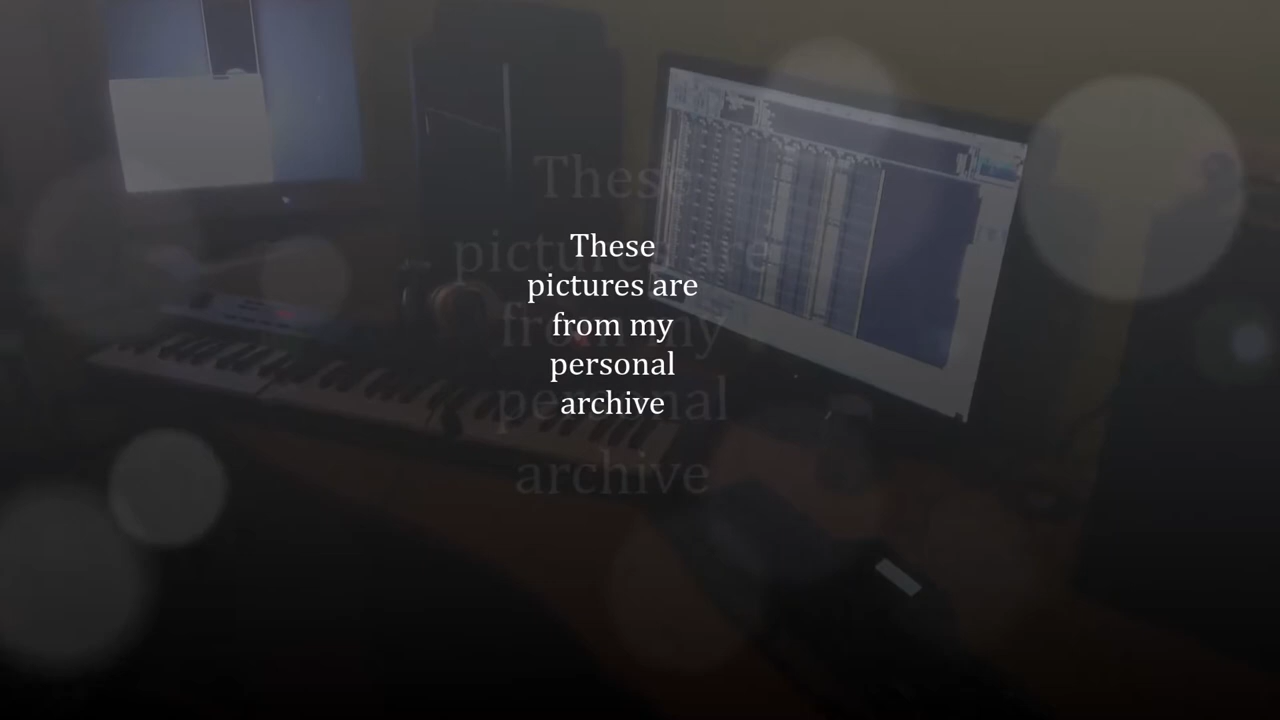 These
pictures are
from my
personal
archive